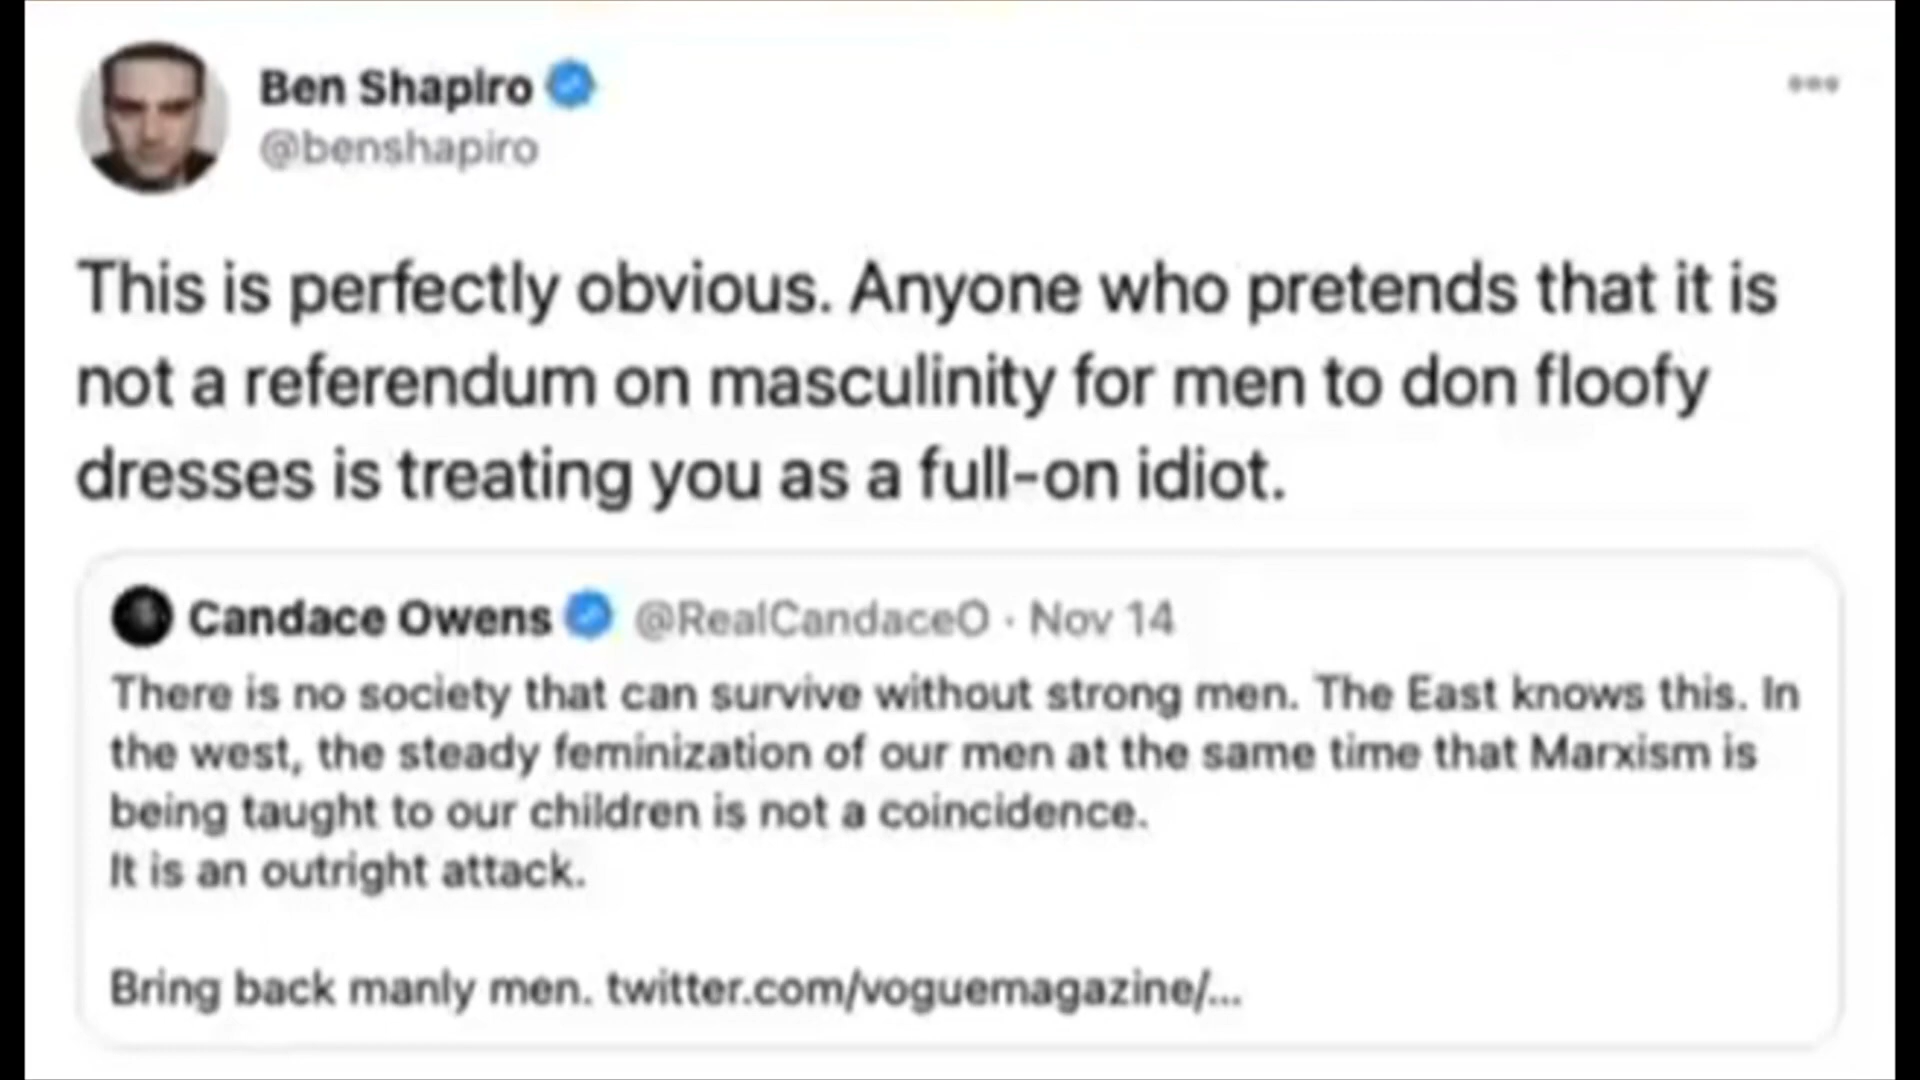 Ben Shapiro
@benshapiro
This is perfectly obvious. Anyone who pretends that it is
not a referendum on masculinity for men to don floofy
dresses is treating you as a full-on idiot.
Candace Owens @RealCandaceO · Nov 14
There is no society that can survive without strong men. The East knows this. In
the west, the steady feminization of our men at the same time that Marxism is
being taught to our children is not a coincidence.
It is an outright attack.
Bring back manly men. twitter.com/voguemagazine/...